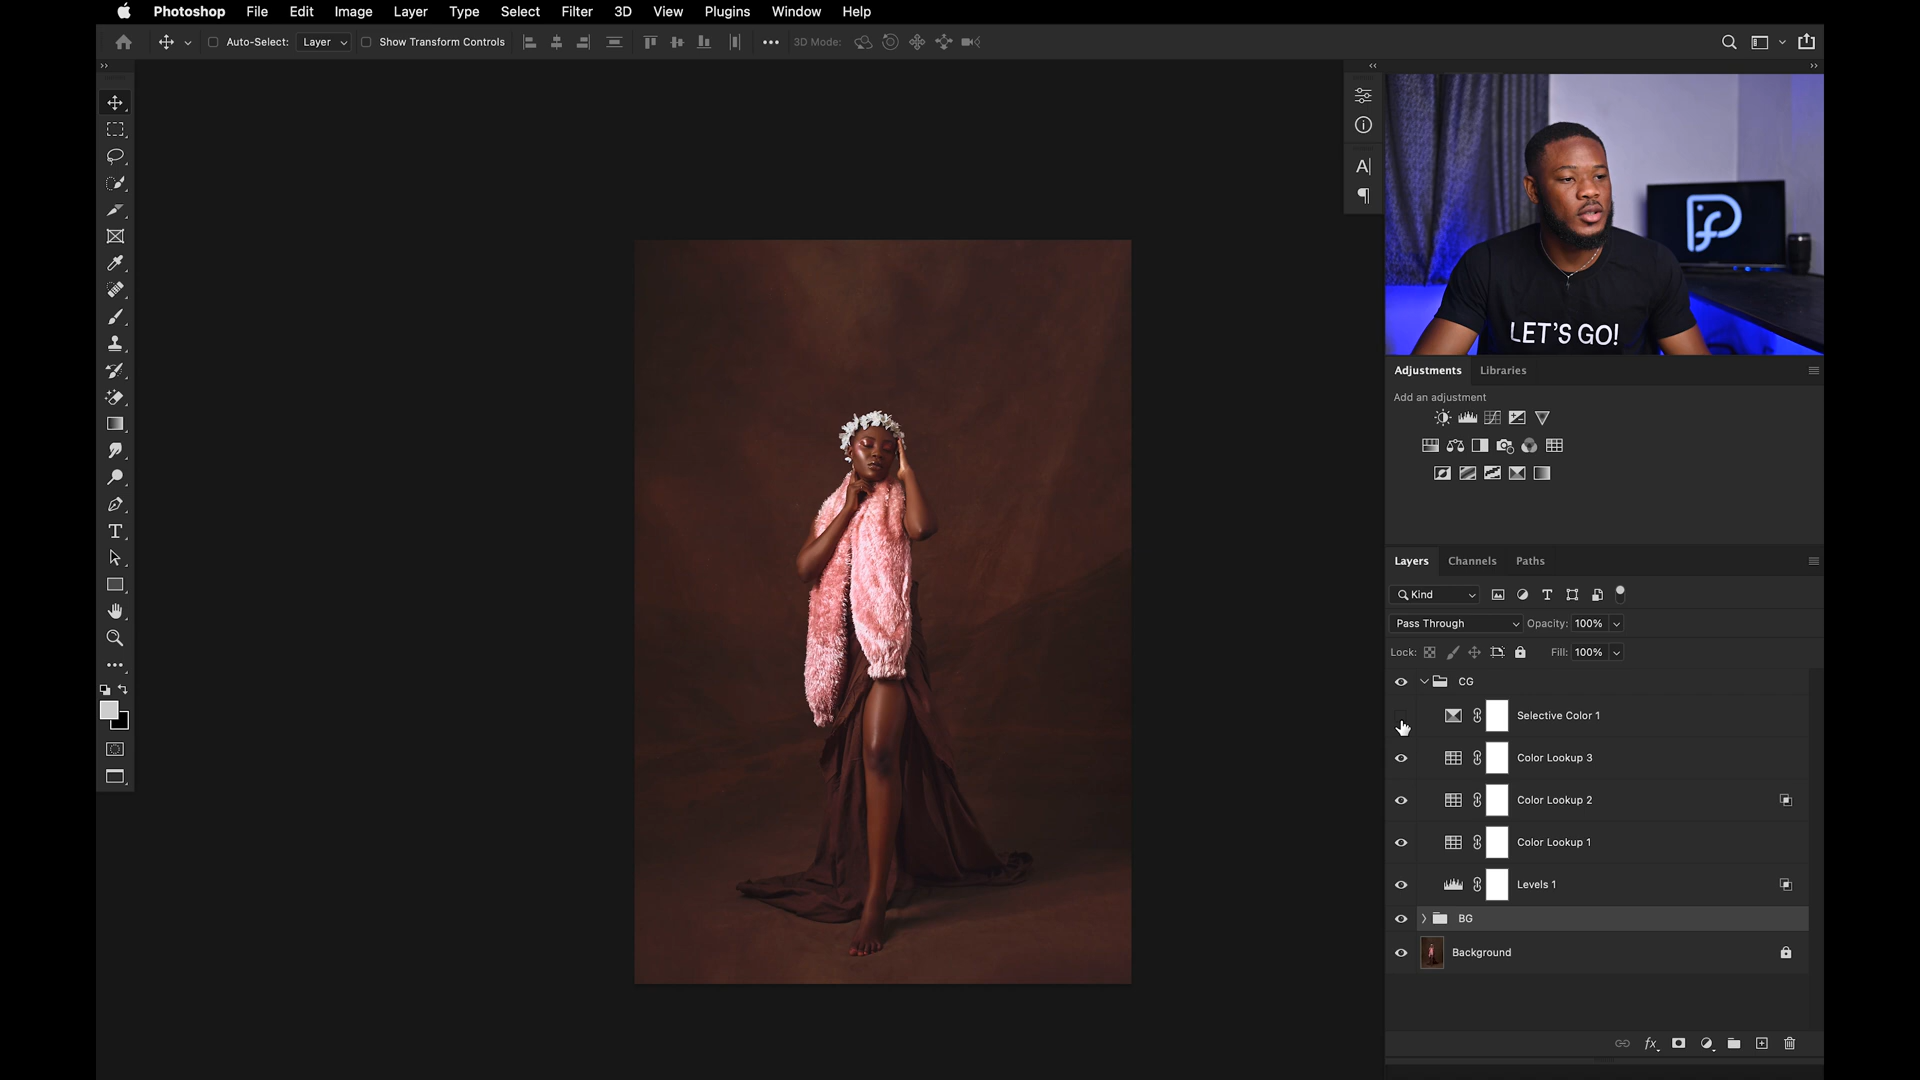 Photoshop File Edit Image Layer Type Select Filter 3D View Plugins Window Help
Auto-Select: Layer Show Transform Controls 3D Mode:
LET'S GO!
Adjustments Libraries
Add an adjustment
Layers Channels Paths
Kind
Pass Through Opacity: 100%
Lock: Fill: 100%
CG
Selective Color 1
Color Lookup 3
Color Lookup 2
Color Lookup 1
Levels 1
BG
Background